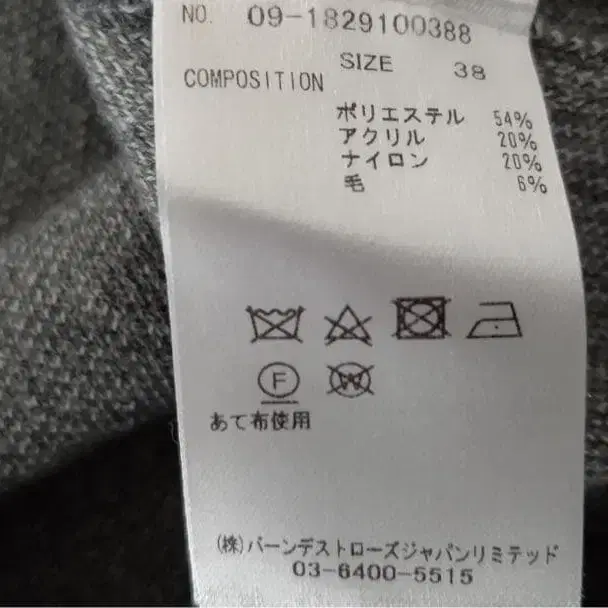 NO. 09-1829100388
SIZE 38
COMPOSITION
ポリエステル 54%
アクリル 20%
ナイロン 20%
毛 6%
F W
あて布使用
(株)バーンデストローズジャパンリミテッド
03-6400-5515